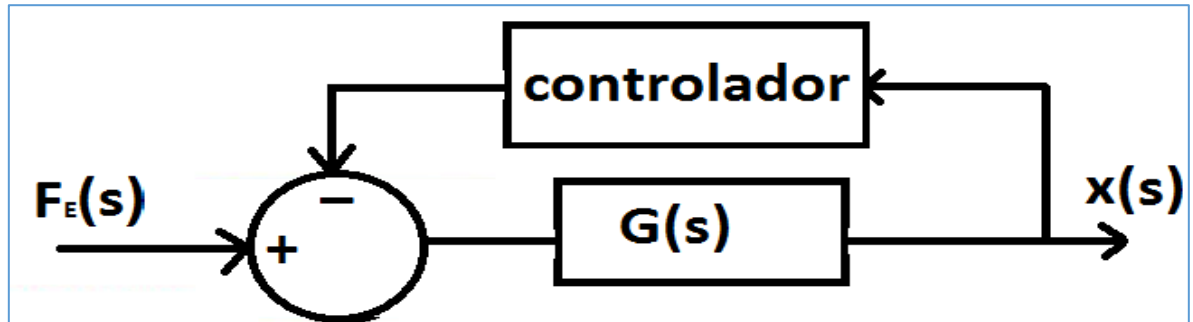 controlador
−
F_E(s)
+
G(s)
x(s)